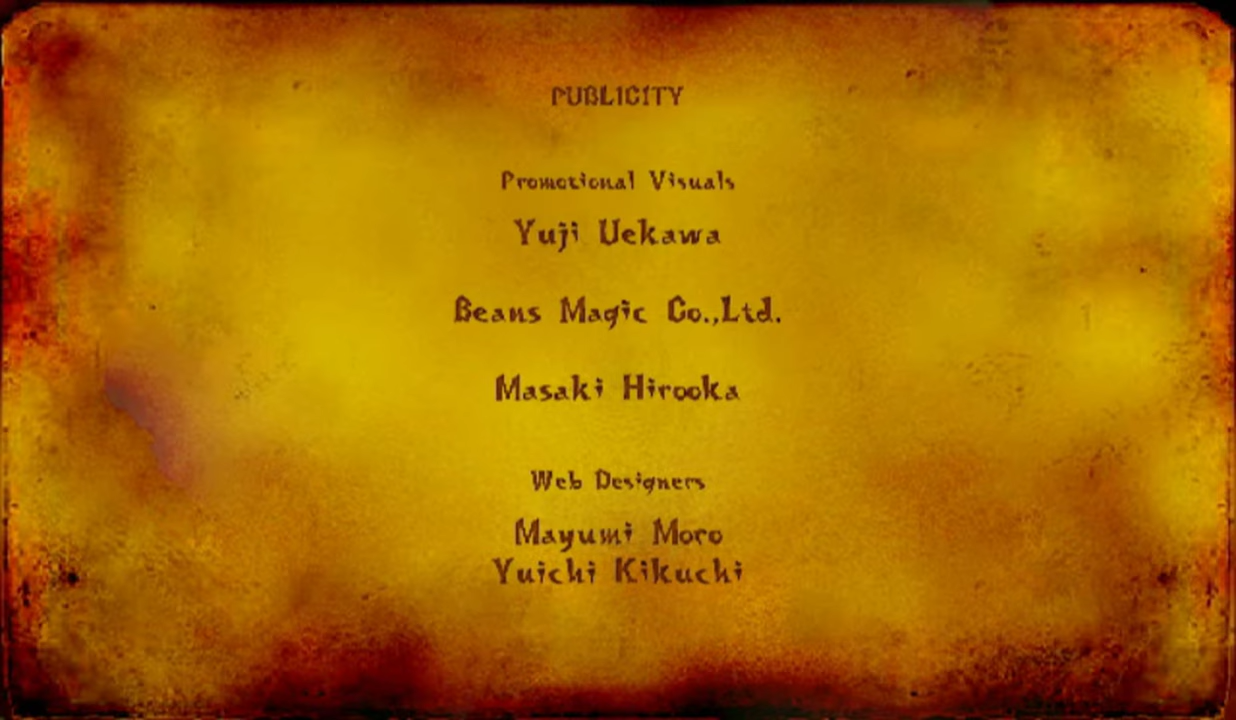 PUBLICITY
Promotional Visuals
Yuji Uekawa
Beans Magic Co.,Ltd.
Masaki Hirooka
Web Designers
Mayumi Moro
Yuichi Kikuchi